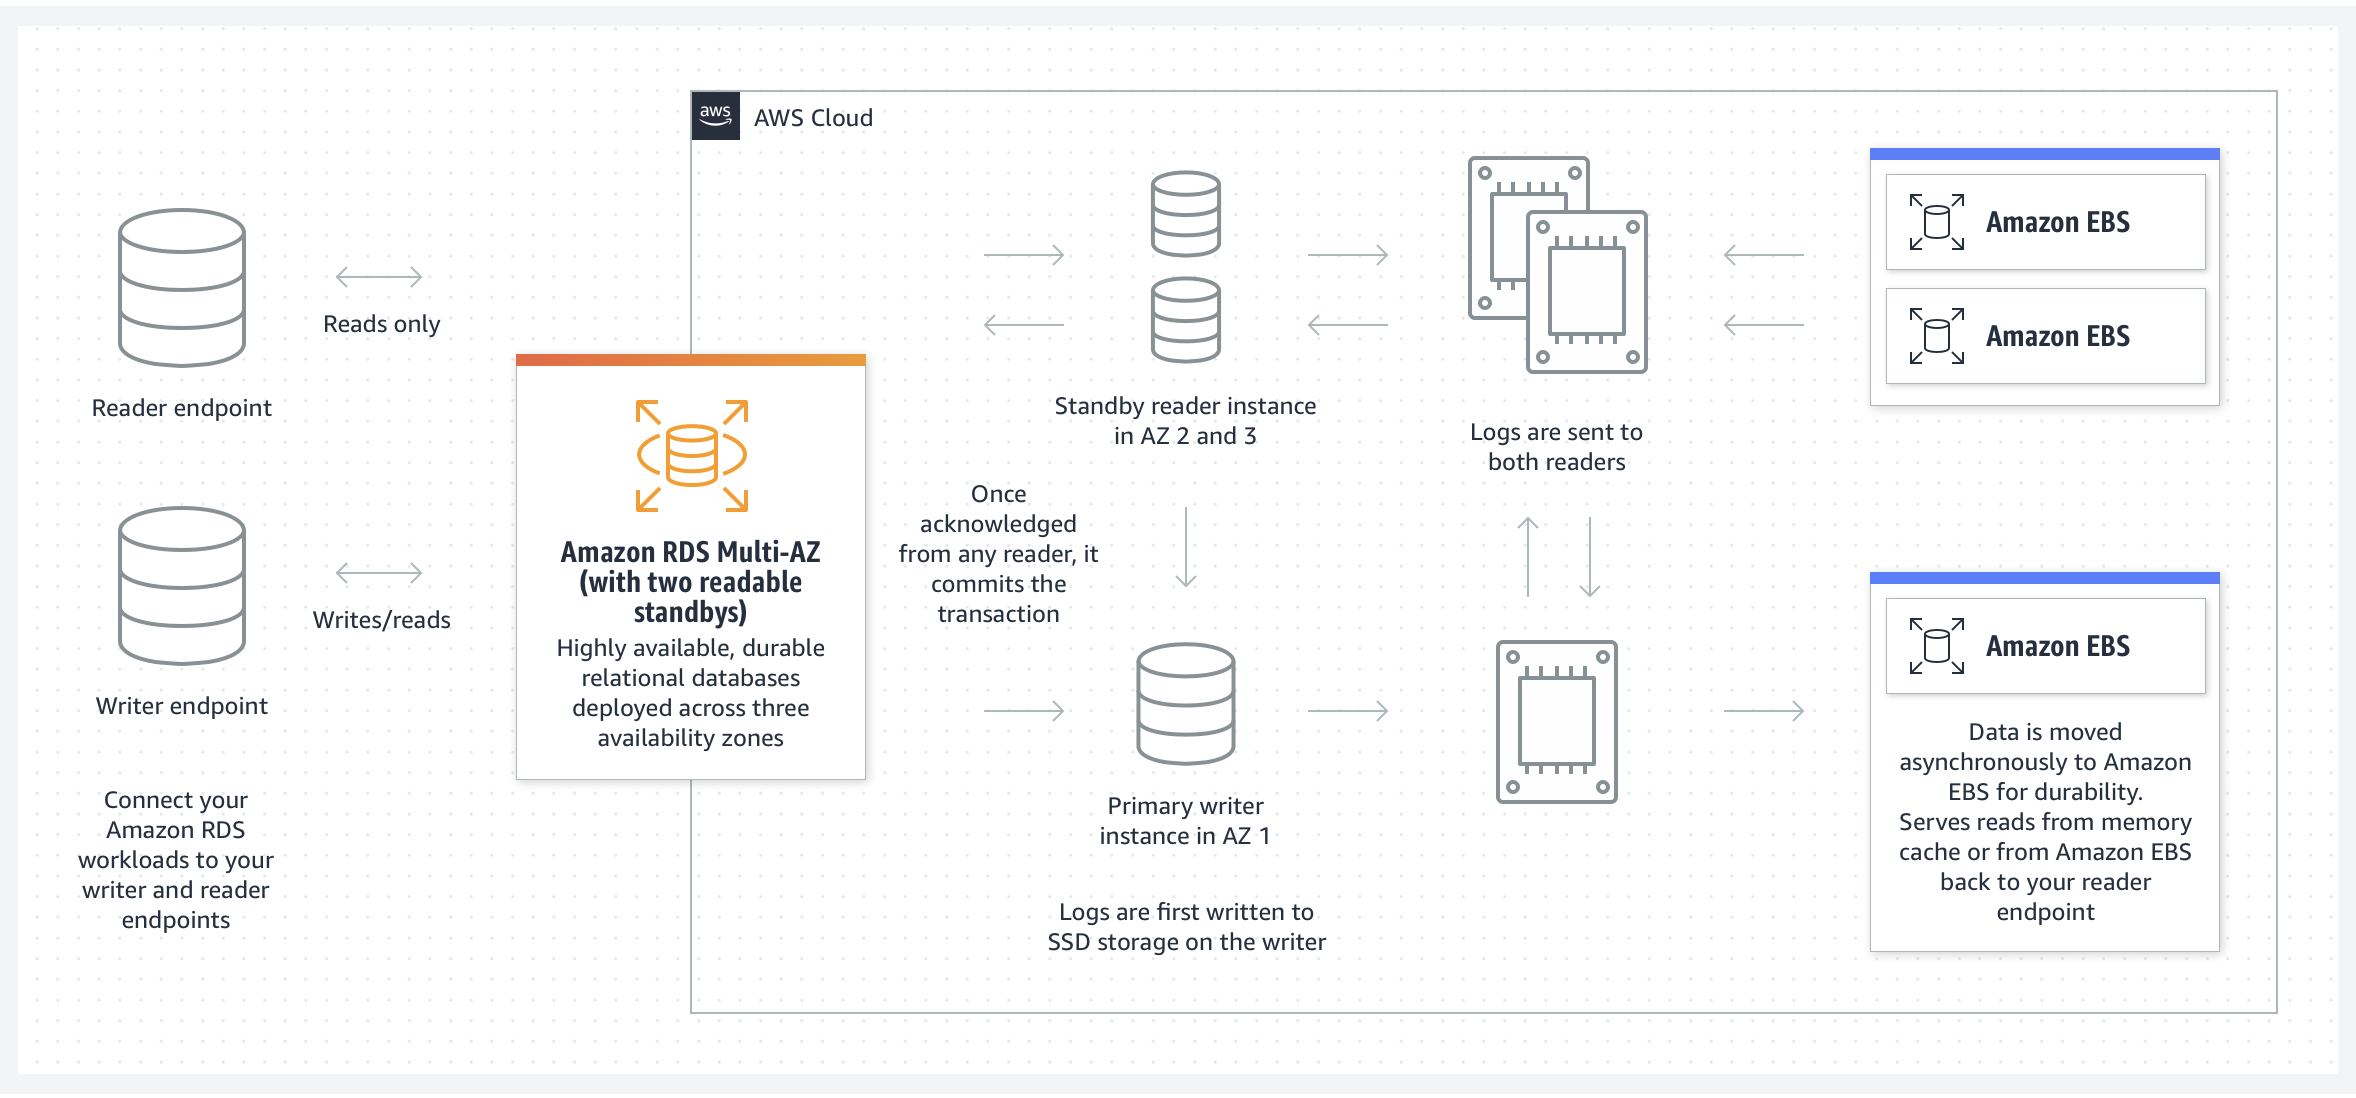 aws
AWS Cloud
Reads only
Reader endpoint
Writes/reads
Writer endpoint
Connect your
Amazon RDS
workloads to your
writer and reader
endpoints
Amazon RDS Multi-AZ
(with two readable
standbys)
Highly available, durable
relational databases
deployed across three
availability zones
Standby reader instance
in AZ 2 and 3
Once
acknowledged
from any reader, it
commits the
transaction
Primary writer
instance in AZ 1
Logs are first written to
SSD storage on the writer
Logs are sent to
both readers
Amazon EBS
Amazon EBS
Amazon EBS
Data is moved
asynchronously to Amazon
EBS for durability.
Serves reads from memory
cache or from Amazon EBS
back to your reader
endpoint